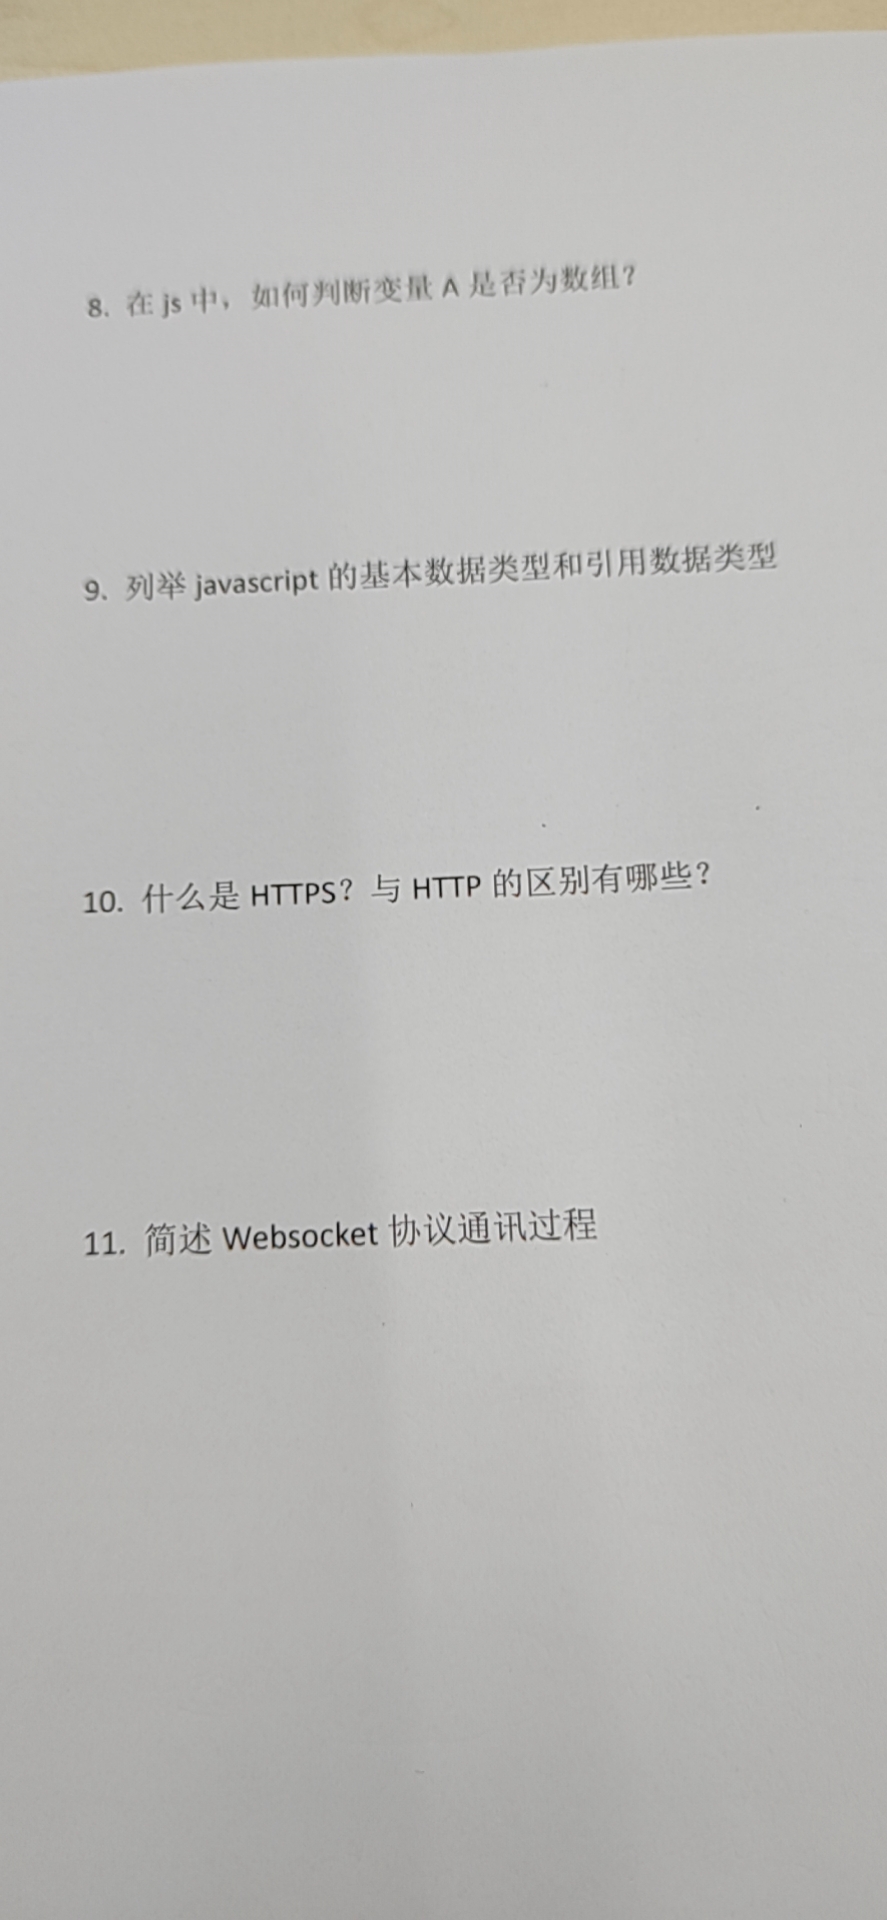 8. 在 js 中，如何判断变量 A 是否为数组？
9、列举 javascript 的基本数据类型和引用数据类型
10. 什么是 HTTPS？与 HTTP 的区别有哪些？
11. 简述 Websocket 协议通讯过程